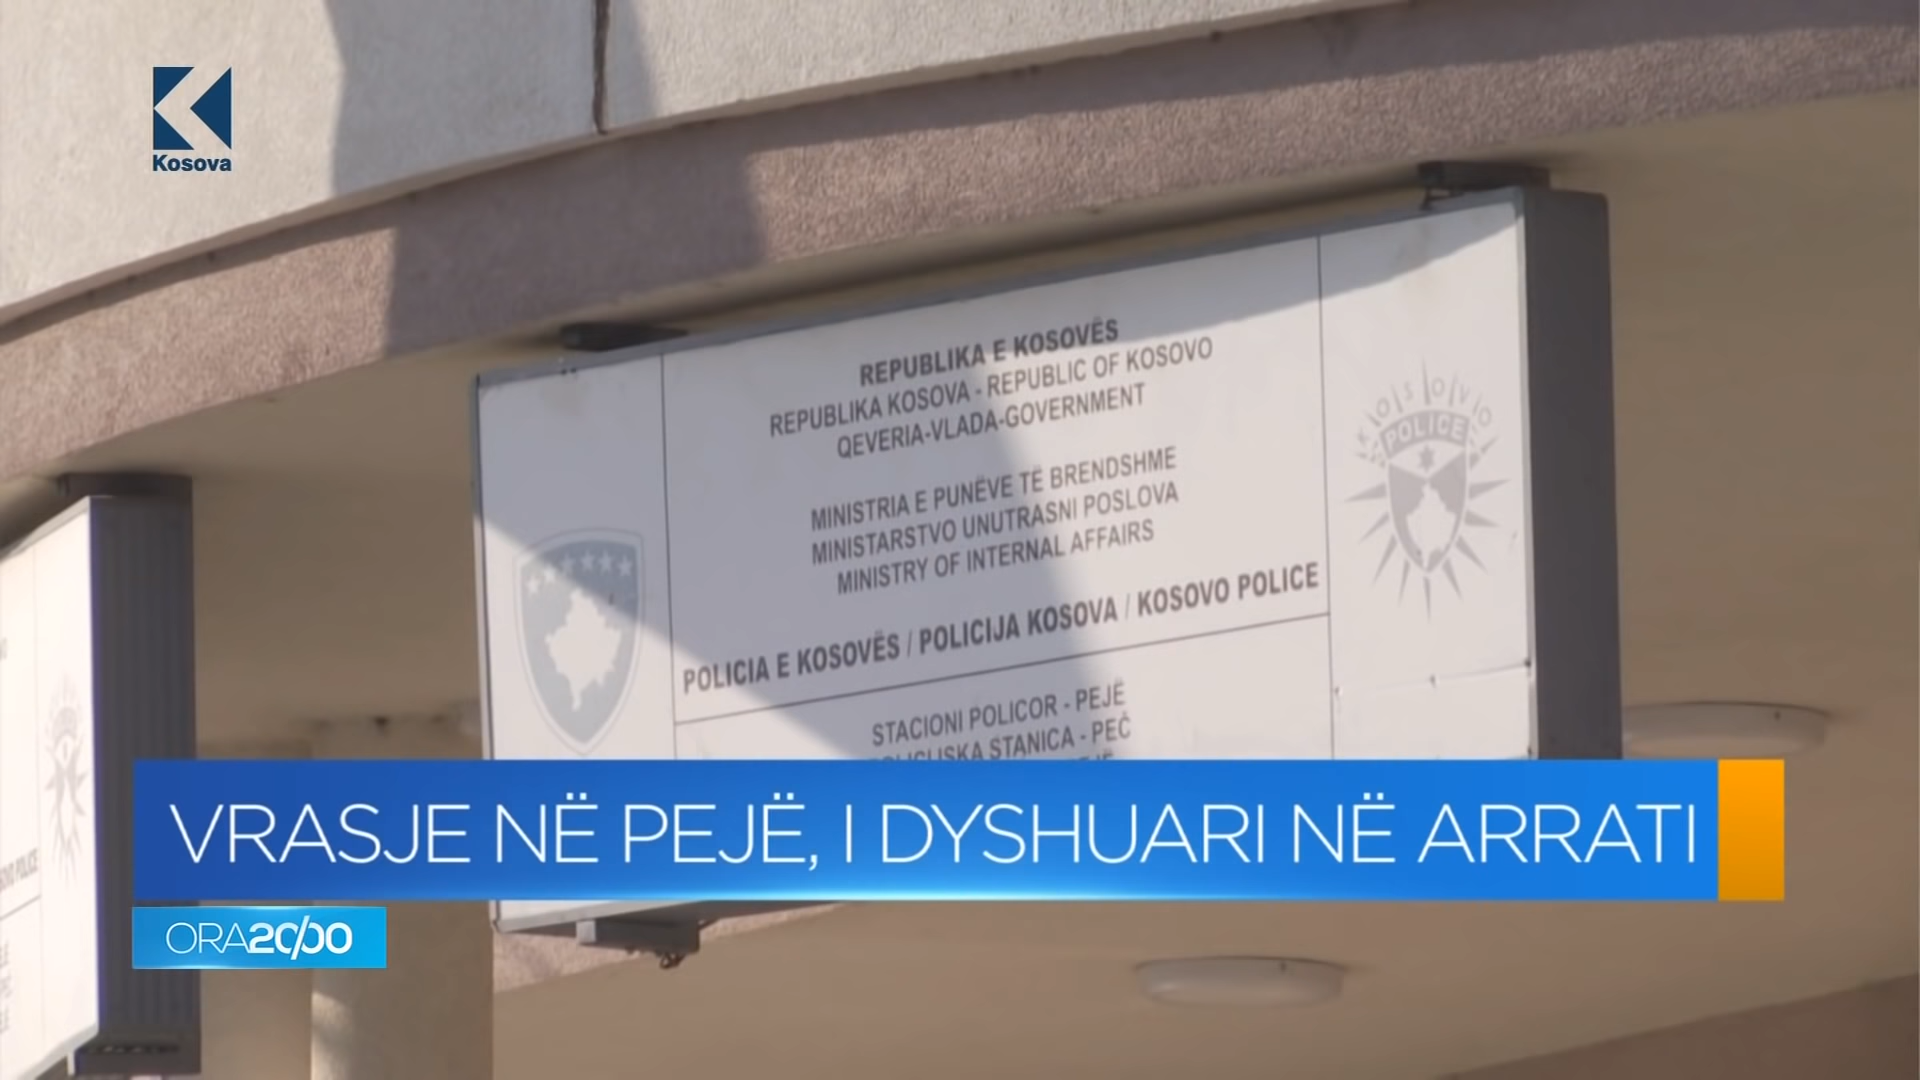 Kosova
REPUBLIKA E KOSOVËS
REPUBLIKA KOSOVA - REPUBLIC OF KOSOVO
QEVERIA-VLADA-GOVERNMENT
MINISTRIA E PUNËVE TË BRENDSHME
MINISTARSTVO UNUTRASNI POSLOVA
MINISTRY OF INTERNAL AFFAIRS
POLICIA E KOSOVËS / POLICIJA KOSOVA / KOSOVO POLICE
STACIONI POLICOR - PEJË
STANICA - PEČ
KOSOVO
POLICE
VRASJE NË PEJË, I DYSHUARI NË ARRATI
ORA20/00